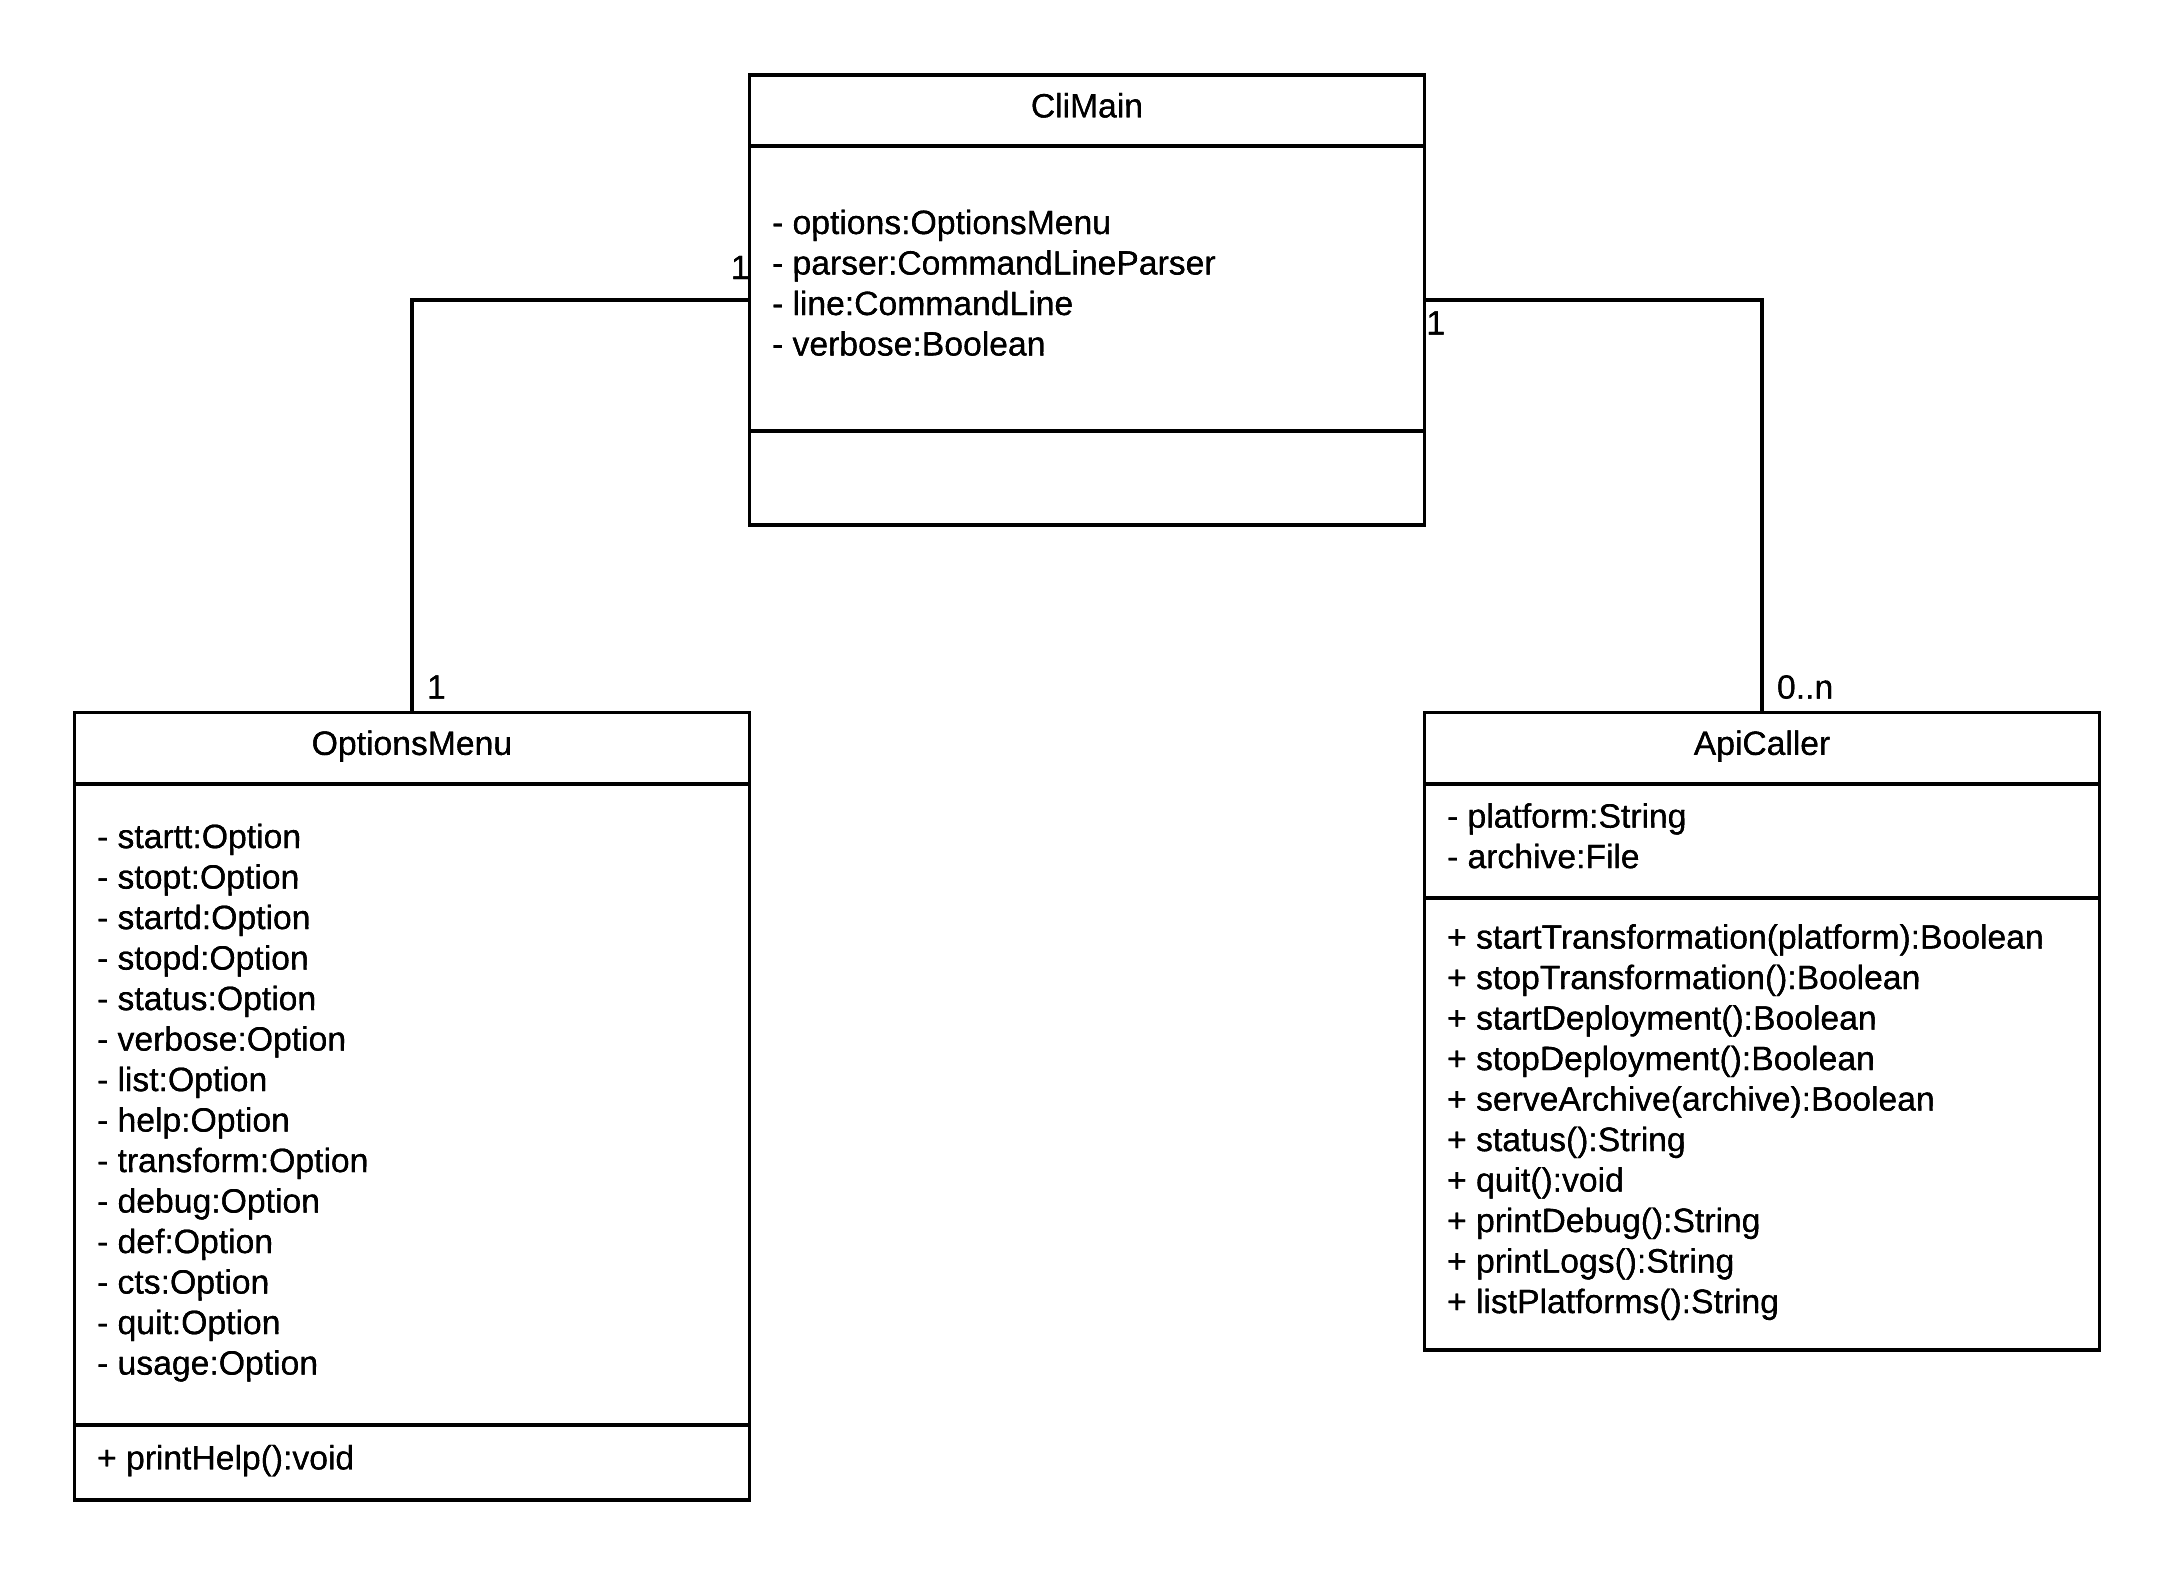 CliMain
- options:OptionsMenu
- parser:CommandLineParser
- line:CommandLine
- verbose:Boolean
1
1
1
0..n
OptionsMenu
- startt:Option
- stopt:Option
- startd:Option
- stopd:Option
- status:Option
- verbose:Option
- list:Option
- help:Option
- transform:Option
- debug:Option
- def:Option
- cts:Option
- quit:Option
- usage:Option
+ printHelp():void
ApiCaller
- platform:String
- archive:File
+ startTransformation(platform):Boolean
+ stopTransformation():Boolean
+ startDeployment():Boolean
+ stopDeployment():Boolean
+ serveArchive(archive):Boolean
+ status():String
+ quit():void
+ printDebug():String
+ printLogs():String
+ listPlatforms():String